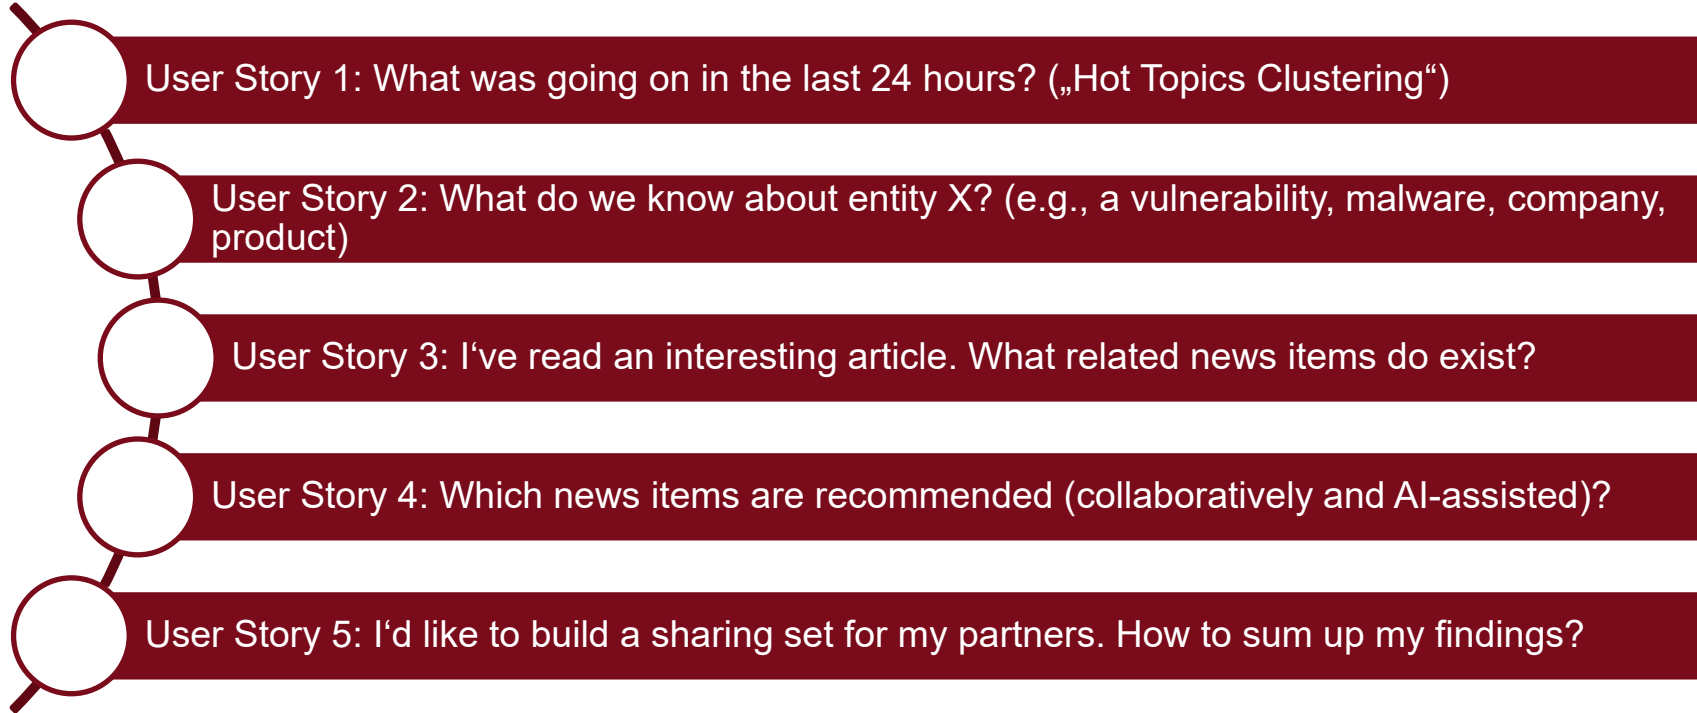 User Story 1: What was going on in the last 24 hours? („Hot Topics Clustering“)
User Story 2: What do we know about entity X? (e.g., a vulnerability, malware, company,
product)
User Story 3: I‘ve read an interesting article. What related news items do exist?
User Story 4: Which news items are recommended (collaboratively and AI-assisted)?
User Story 5: I‘d like to build a sharing set for my partners. How to sum up my findings?